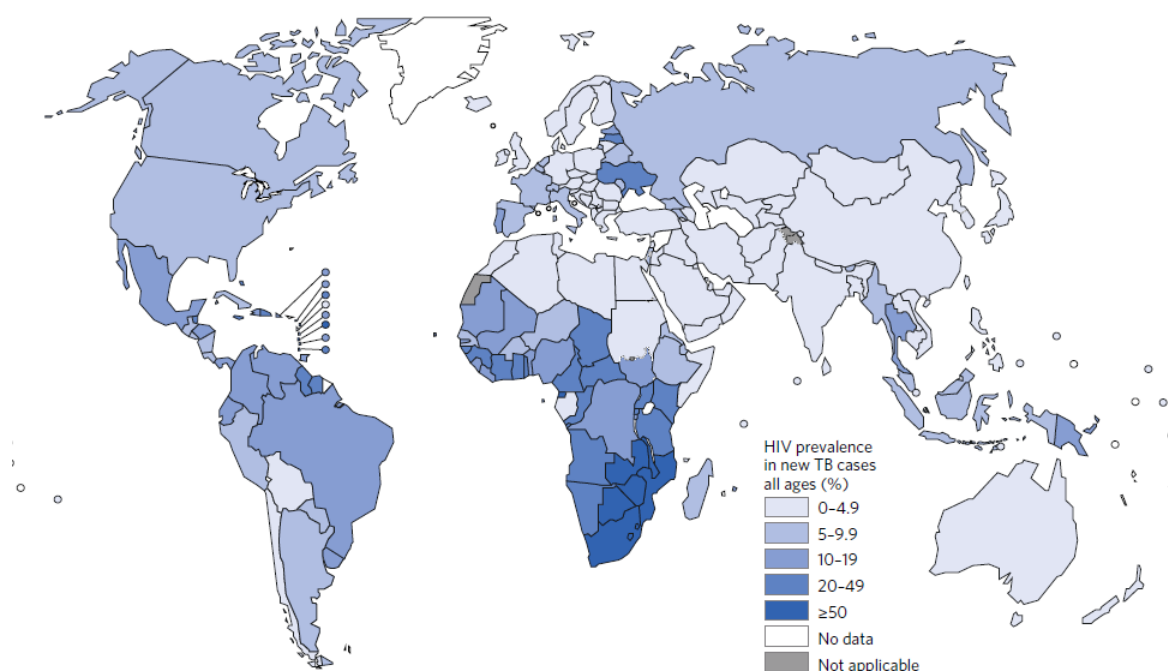 HIV prevalence
in new TB cases
all ages (%)
0–4.9
5–9.9
10–19
20–49
≥50
No data
Not applicable